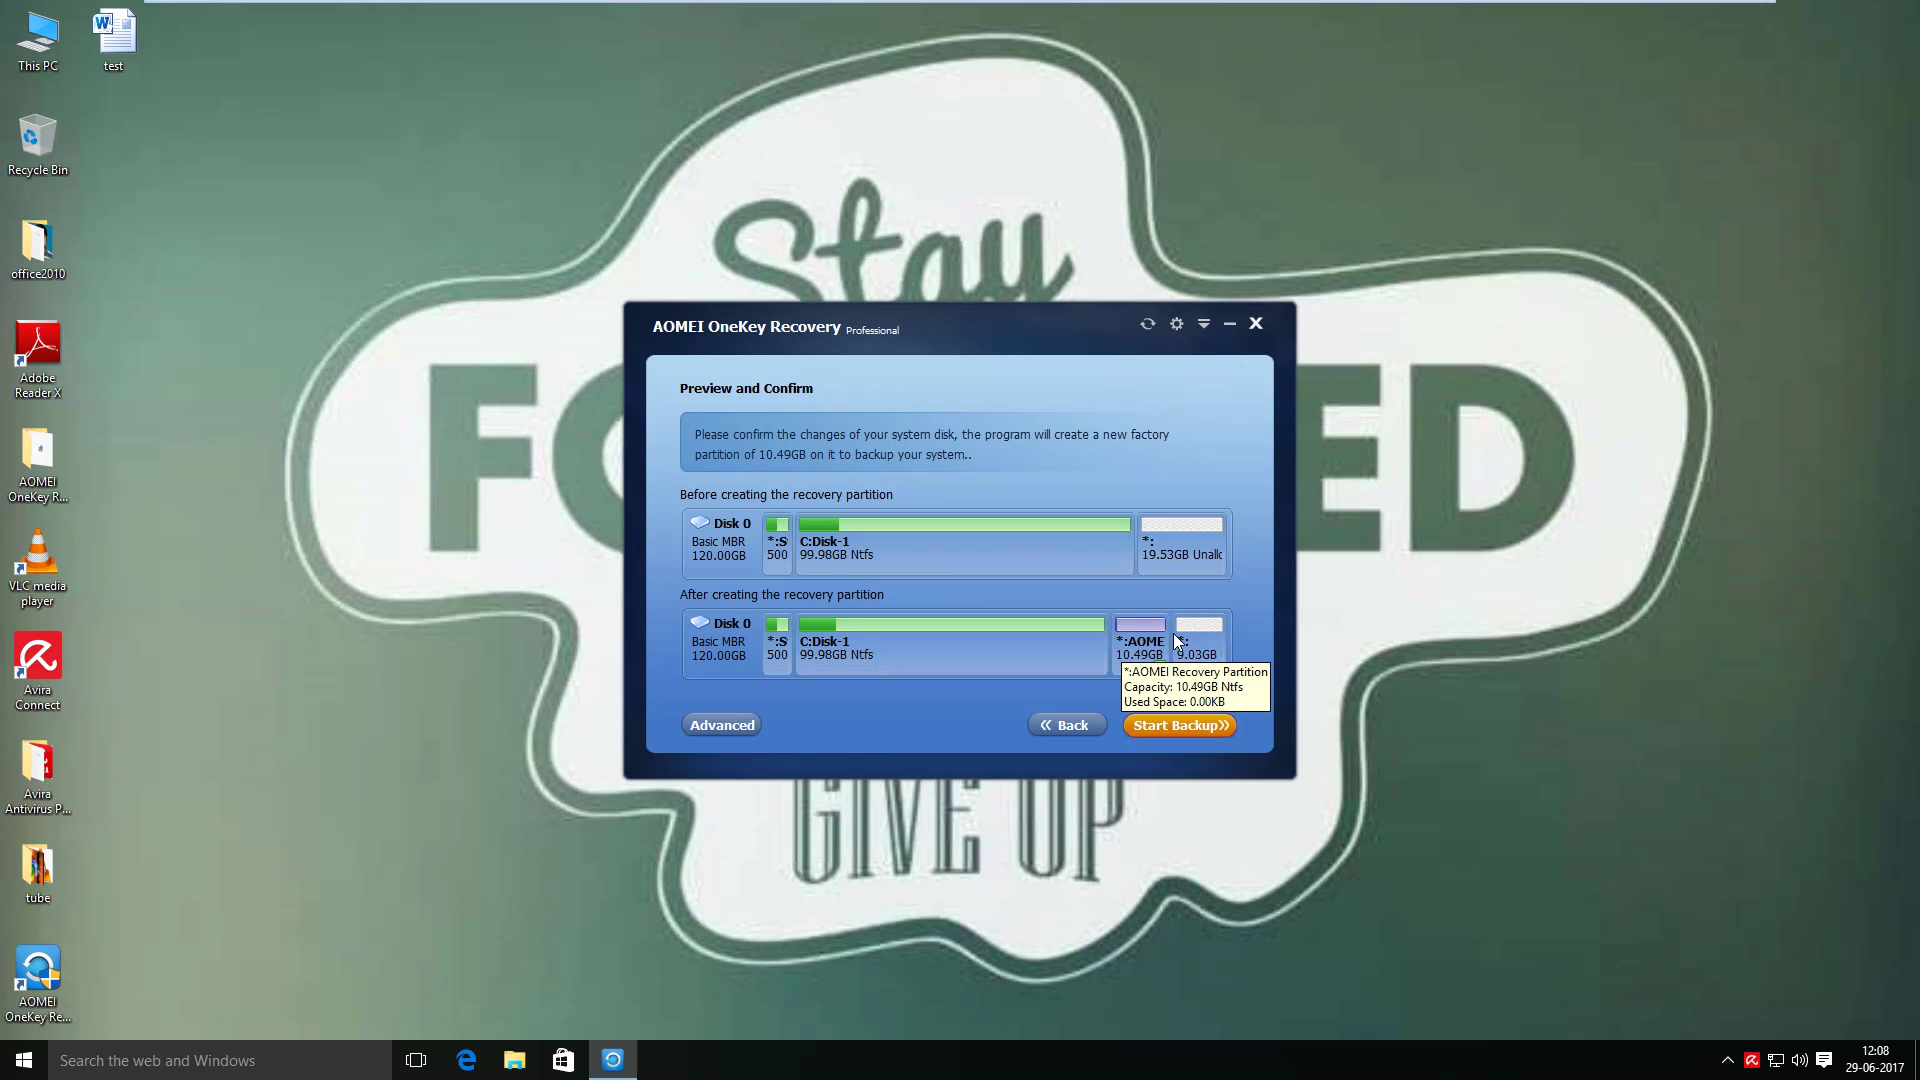 This PC
test
Recycle Bin
office2010
Adobe
Reader X
AOMEI
OneKey R...
VLC media
player
Avira
Connect
Avira
Antivirus P...
tube
AOMEI
OneKey Re...
Stay
FO
ED
GIVE UP
AOMEI OneKey Recovery Professional
Preview and Confirm
Please confirm the changes of your system disk, the program will create a new factory
partition of 10.49GB on it to backup your system..
Before creating the recovery partition
Disk 0
Basic MBR
120.00GB
*:S
500
C:Disk-1
99.98GB Ntfs
*:
19.53GB Unallo
After creating the recovery partition
Disk 0
Basic MBR
120.00GB
*:S
500
C:Disk-1
99.98GB Ntfs
*:AOME
10.49GB
*:
9.03GB
*:AOMEI Recovery Partition
Capacity: 10.49GB Ntfs
Used Space: 0.00KB
Advanced
Back
Start Backup
Search the web and Windows
12:08
29-06-2017